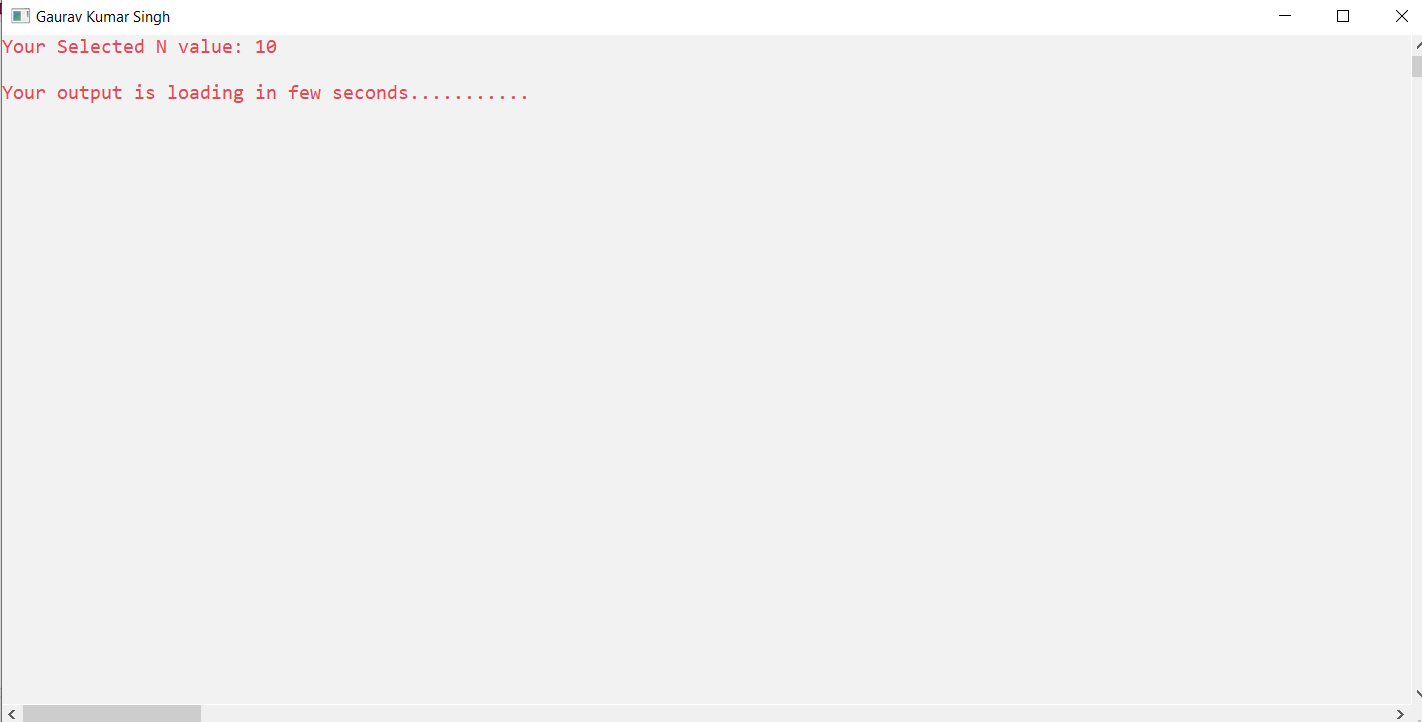 Gaurav Kumar Singh
Your Selected N value: 10
Your output is loading in few seconds...........